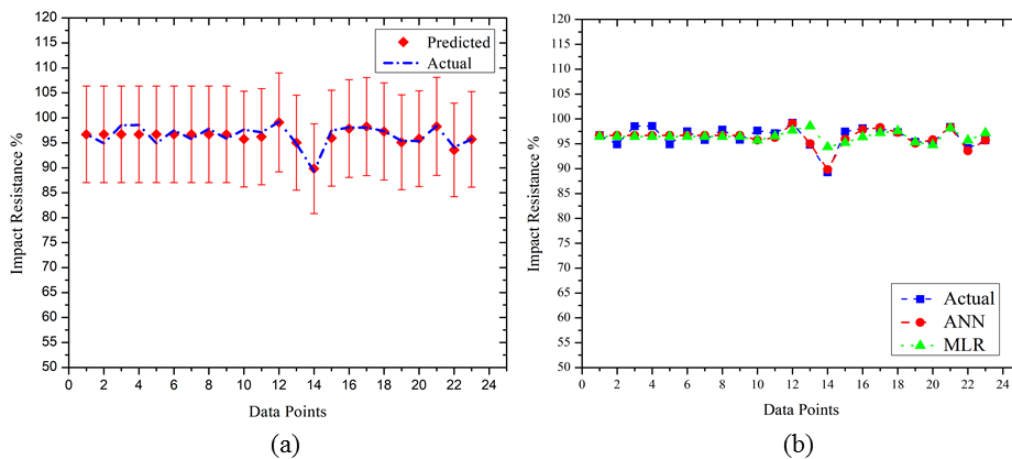 120
115
110
105
100
95
90
85
80
75
70
65
60
55
50
Impact Resistance %
Predicted
Actual
0 2 4 6 8 10 12 14 16 18 20 22 24
Data Points
(a)
120
115
110
105
100
95
90
85
80
75
70
65
60
55
50
Impact Resistance %
Actual
ANN
MLR
0 2 4 6 8 10 12 14 16 18 20 22 24
Data Points
(b)